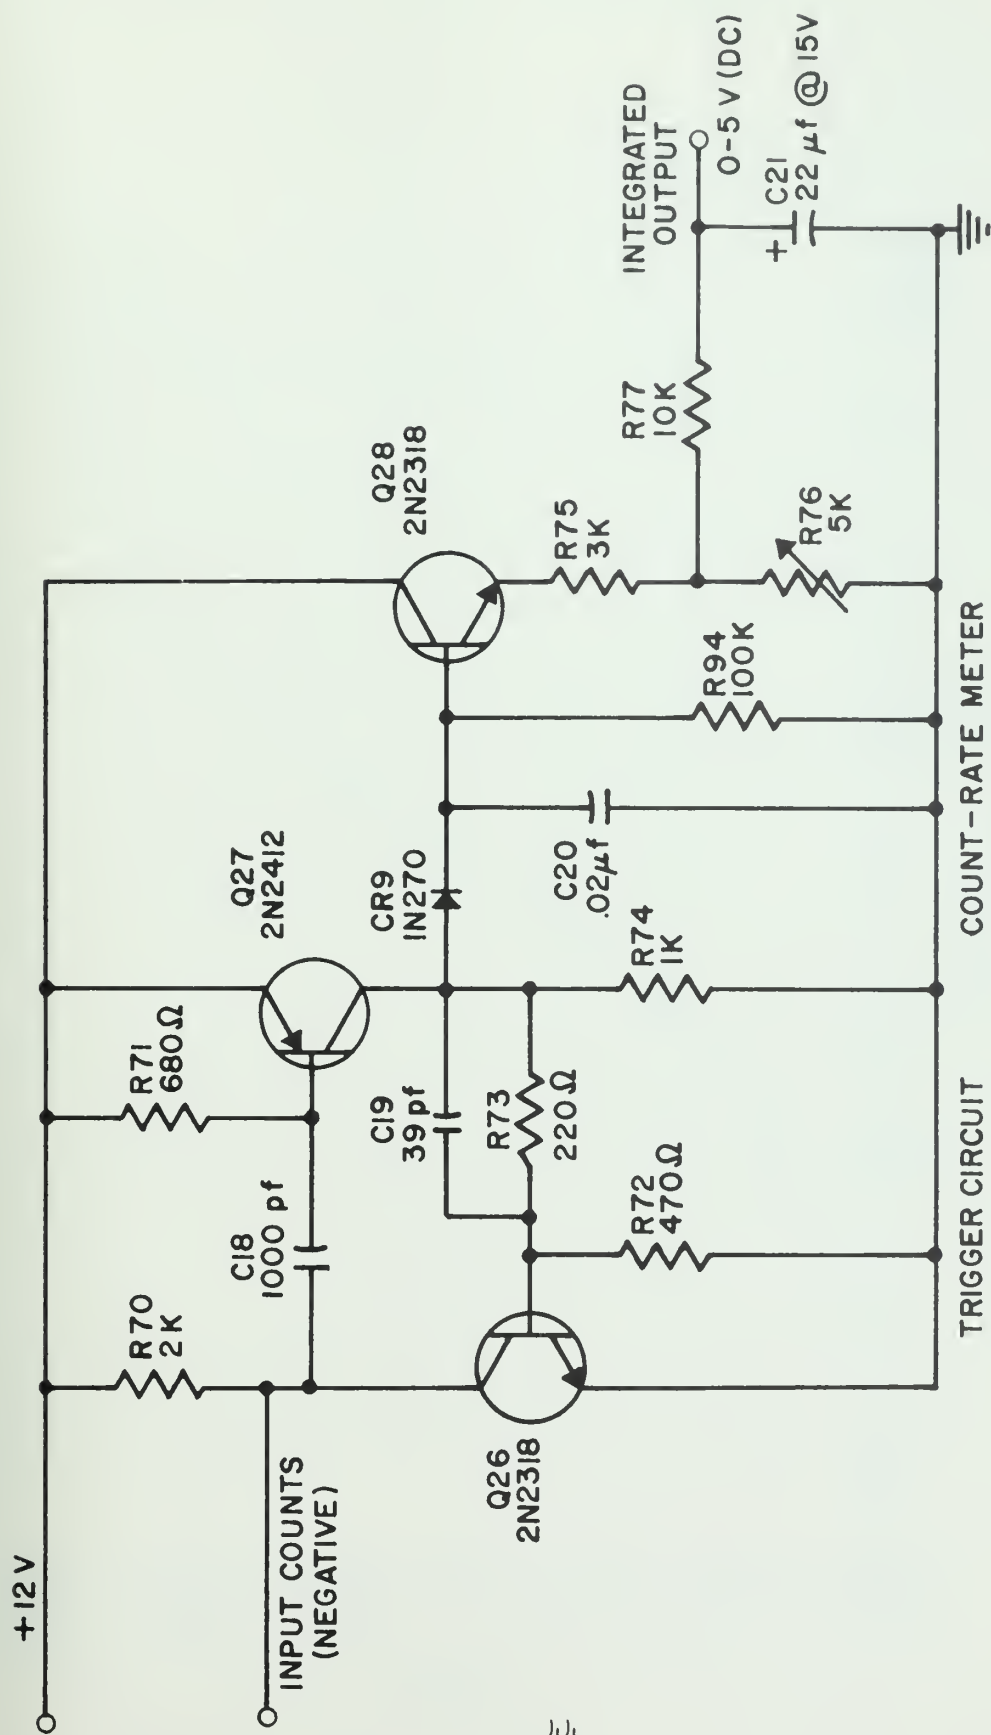 +12V
INPUT COUNTS
(NEGATIVE)
R70
2K
C18
1000 pf
R71
680Ω
Q27
2N2412
Q26
2N2318
C19
39 pf
R73
220Ω
R72
470Ω
CR9
1N270
R74
1K
C20
.02µf
Q28
2N2318
R94
100K
R75
3K
R76
5K
R77
10K
INTEGRATED
OUTPUT
0-5 V (DC)
C21
22 µf @ 15V
+
TRIGGER CIRCUIT
COUNT-RATE METER